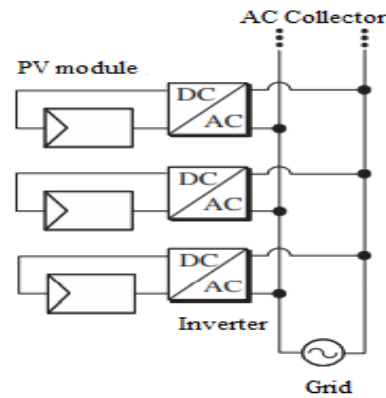 AC Collector
PV module
DC
AC
DC
AC
DC
AC
Inverter
Grid